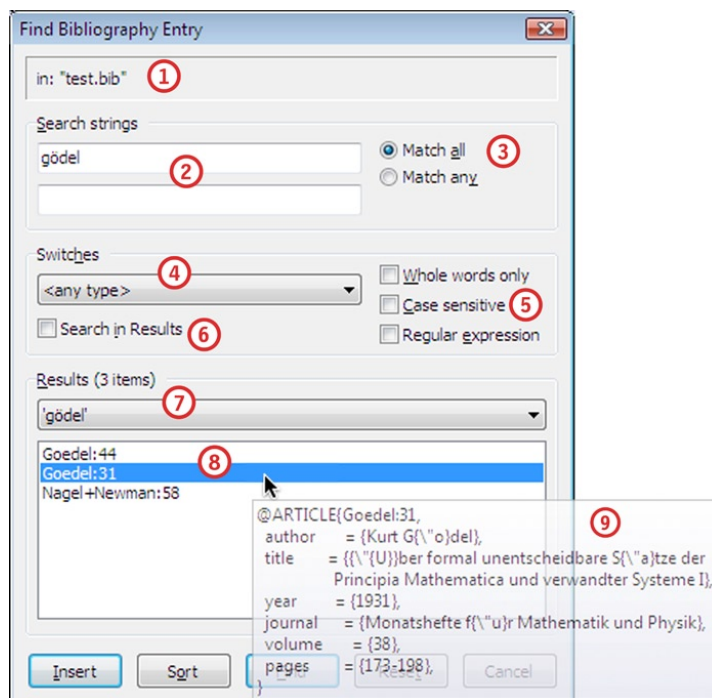 Find Bibliography Entry
in: "test.bib"
1
Search strings
gödel
2
Match all
3
Match any
Switches
4
<any type>
Whole words only
Case sensitive
5
Search in Results
6
Regular expression
Results (3 items)
7
'gödel'
Goedel:44
8
Goedel:31
Nagel+Newman:58
9
@ARTICLE{Goedel:31,
author = {Kurt G{\"o}del},
title = {{\"{U}}ber formal unentscheidbare S{\"a}tze der
Principia Mathematica und verwandter Systeme I},
year = {1931},
journal = {Monatshefte f{\"u}r Mathematik und Physik},
volume = {38},
pages = {173-198},
}
Insert
Sort
Reset
Cancel